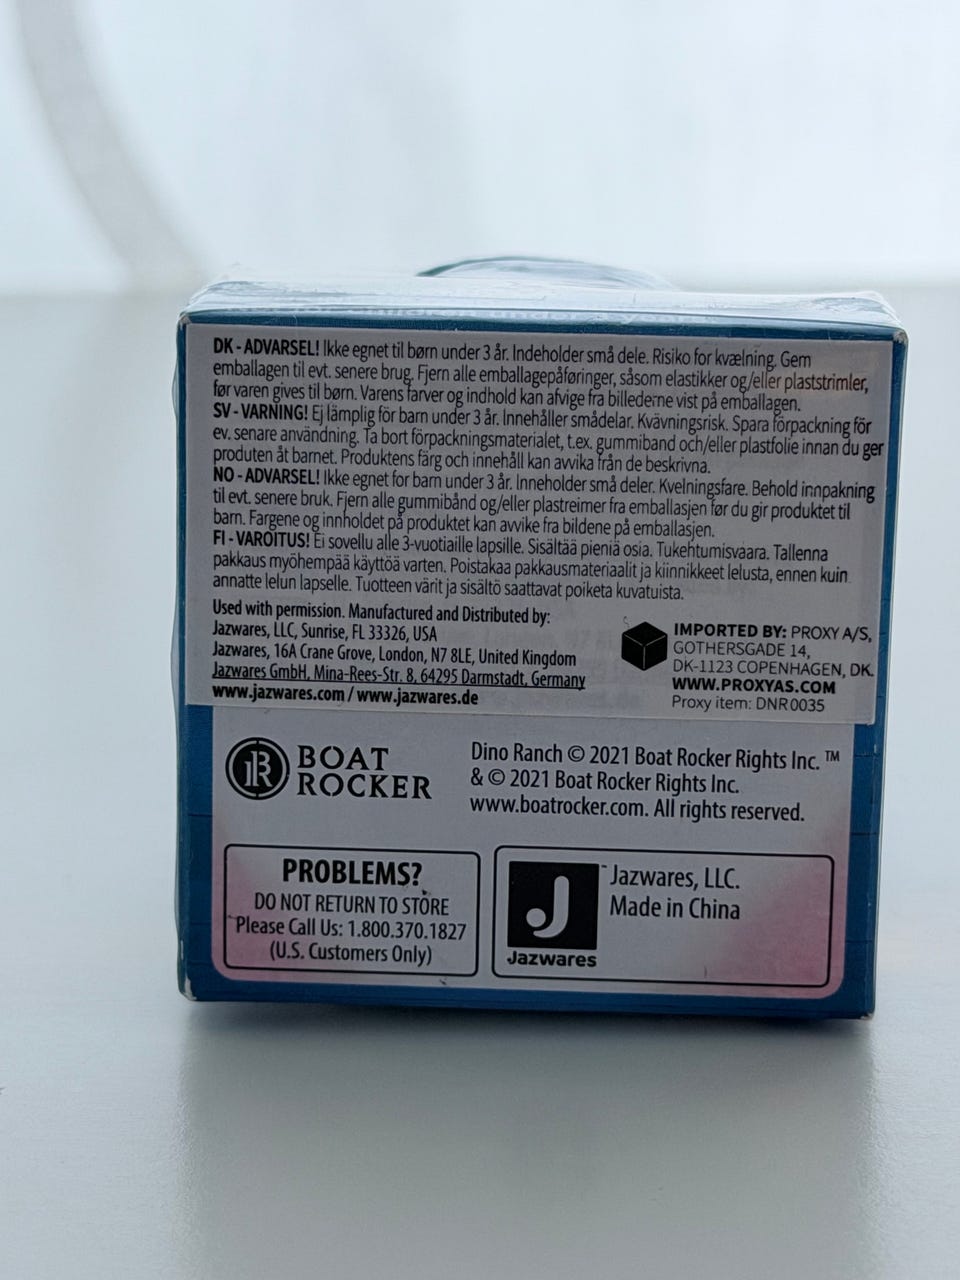 DK - ADVARSEL! Ikke egnet til børn under 3 år. Indeholder små dele. Risiko for kvælning. Gem
emballagen til evt. senere brug. Fjern alle emballagepåføringer, såsom elastikker og/eller plaststrimler,
før varen gives til børn. Varens farver og indhold kan afvige fra billederne vist på emballagen.
SV - VARNING! Ej lämplig för barn under 3 år. Innehåller smådelar. Kvävningsrisk. Spara förpackning för
ev. senare användning. Ta bort förpackningsmaterialet, t.ex. gummiband och/eller plastfolie innan du ger
produten åt barnet. Produktens färg och innehåll kan avvika från de beskrivna.
NO - ADVARSEL! Ikke egnet for barn under 3 år. Inneholder små deler. Kvelningsfare. Behold innpakning
til evt. senere bruk. Fjern alle gummibånd og/eller plastreimer fra emballasjen før du gir produktet til
barn. Fargene og innholdet på produktet kan avvike fra bildene på emballasjen.
FI - VAROITUS! Ei sovellu alle 3-vuotiaille lapsille. Sisältää pieniä osia. Tukehtumisvaara. Tallenna
pakkaus myöhempää käyttöä varten. Poistakaa pakkausmateriaalit ja kiinnikkeet lelusta, ennen kuin
annatte lelun lapselle. Tuotteen värit ja sisältö saattavat poiketa kuvatuista.
Used with permission. Manufactured and Distributed by:
Jazwares, LLC, Sunrise, FL 33326, USA
Jazwares, 16A Crane Grove, London, N7 8LE, United Kingdom
Jazwares GmbH, Mina-Rees-Str. 8, 64295 Darmstadt, Germany
www.jazwares.com / www.jazwares.de
IMPORTED BY: PROXY A/S,
GOTHERSGADE 14,
DK-1123 COPENHAGEN, DK.
WWW.PROXYAS.COM
Proxy item: DNR0035
BOAT
ROCKER
Dino Ranch © 2021 Boat Rocker Rights Inc. ™
& © 2021 Boat Rocker Rights Inc.
www.boatrocker.com. All rights reserved.
PROBLEMS?
DO NOT RETURN TO STORE
Please Call Us: 1.800.370.1827
(U.S. Customers Only)
J
Jazwares
Jazwares, LLC.
Made in China